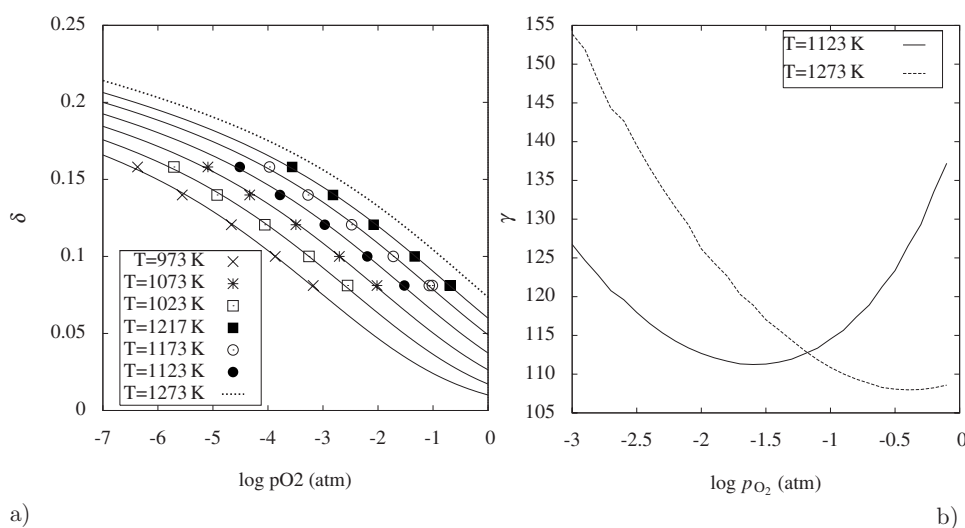 0.25
0.2
0.15
0.1
0.05
0
δ
T=973 K
T=1073 K
T=1023 K
T=1217 K
T=1173 K
T=1123 K
T=1273 K
-7 -6 -5 -4 -3 -2 -1 0
log pO2 (atm)
a)
155
150
145
140
135
130
125
120
115
110
105
γ
T=1123 K
T=1273 K
-3 -2.5 -2 -1.5 -1 -0.5 0
log pO₂ (atm)
b)